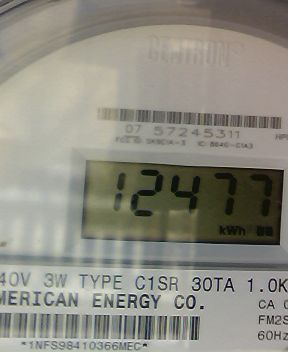 CENTRON
07 57245311
12477
kWh
40V 3W TYPE C1SR 30TA 1.0K
MERICAN ENERGY CO.
CA 0
FM2S
60Hz
*1NFS98410366MEC*